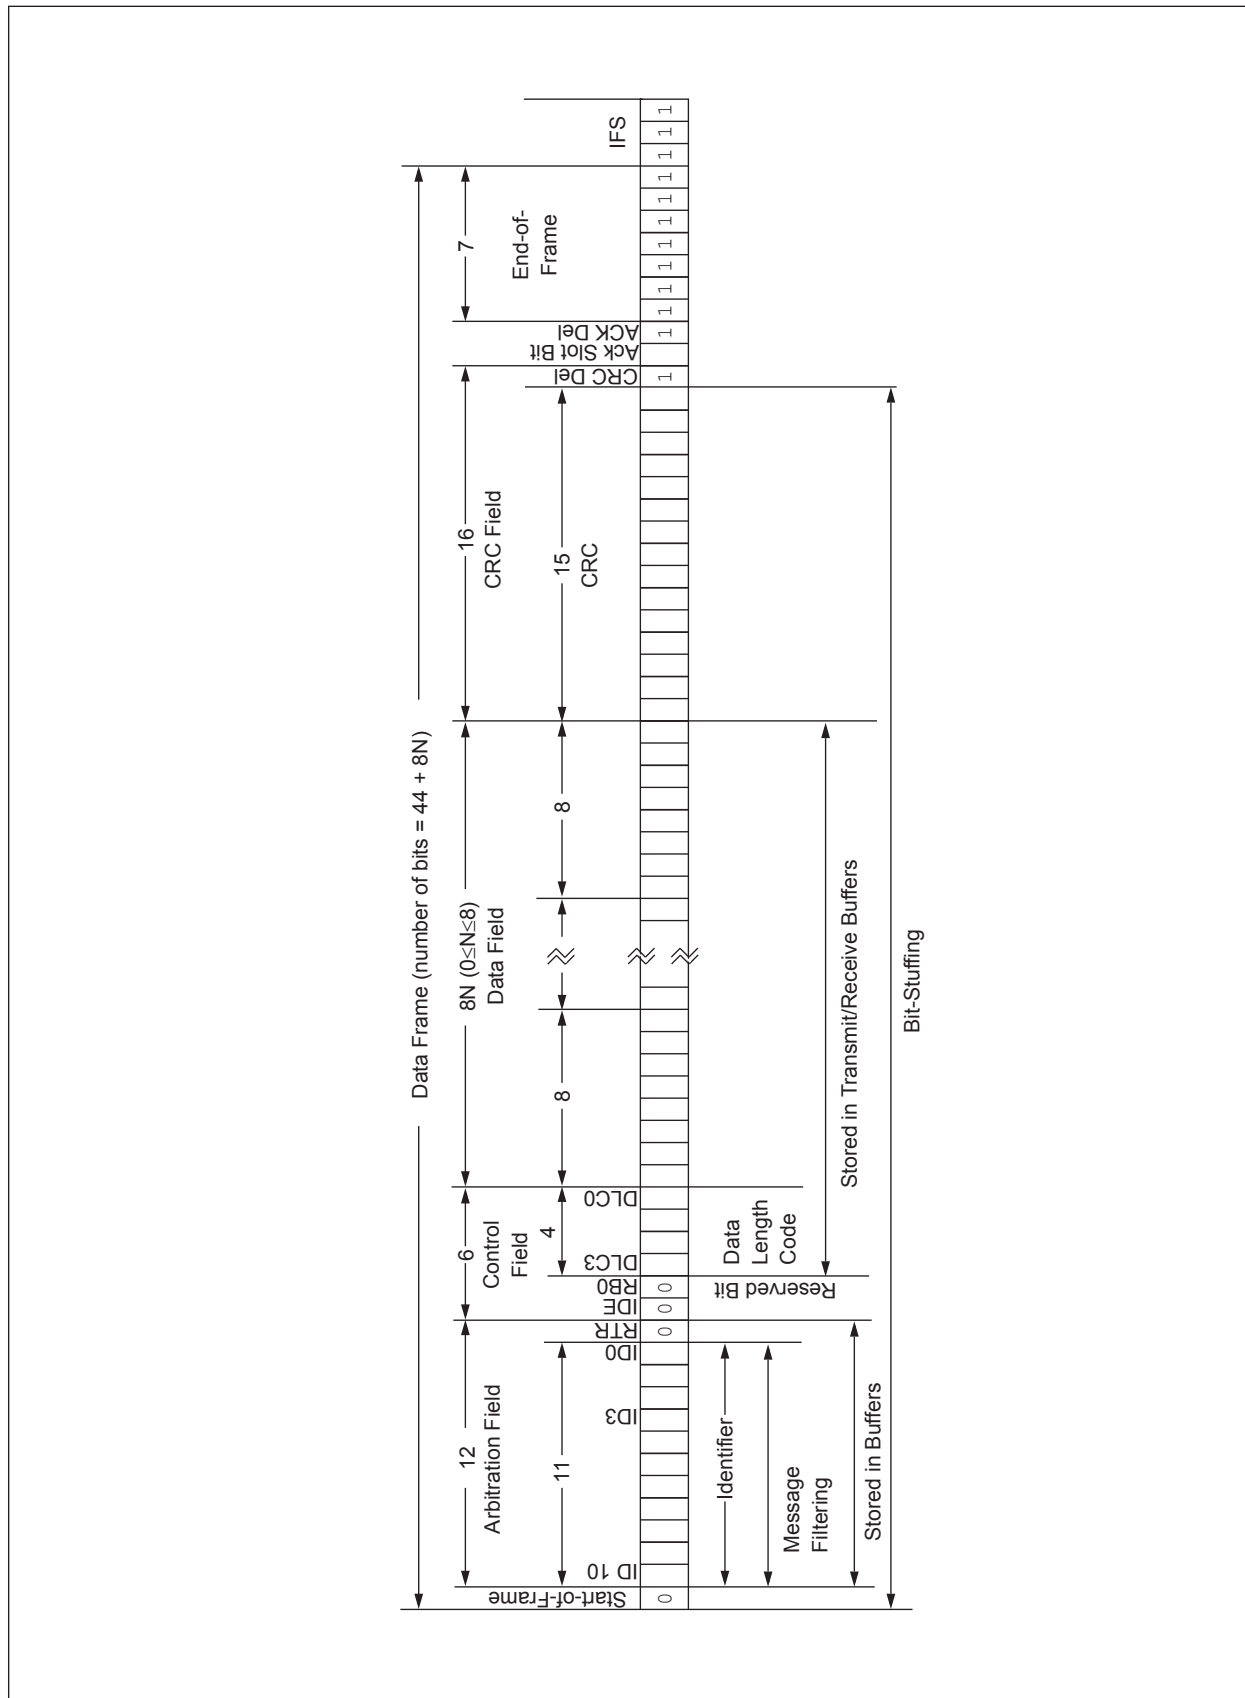 Data Frame (number of bits = 44 + 8N)
12
Arbitration Field
6
Control
Field
8N (0≤N≤8)
Data Field
16
CRC Field
7
End-of-
Frame
IFS
11
4
8
8
15
CRC
Start-of-Frame
ID 10
ID3
ID0
RTR
IDE
RB0
DLC3
DLC0
CRC Del
Ack Slot Bit
ACK Del
0
0
0
0
1
1
1
1
1
1
1
1
1
1
1
1
Identifier
Message
Filtering
Stored in Buffers
Reserved Bit
Data
Length
Code
Stored in Transmit/Receive Buffers
Bit-Stuffing